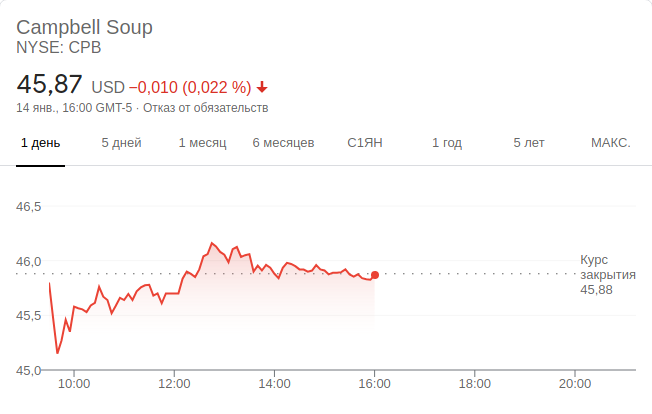 Campbell Soup
NYSE: CPB
45,87 USD −0,010 (0,022 %)
14 янв., 16:00 GMT-5 · Отказ от обязательств
1 день 5 дней 1 месяц 6 месяцев С1ЯН 1 год 5 лет МАКС.
46,5
46,0
45,5
45,0
Курс
закрытия
45,88
10:00 12:00 14:00 16:00 18:00 20:00